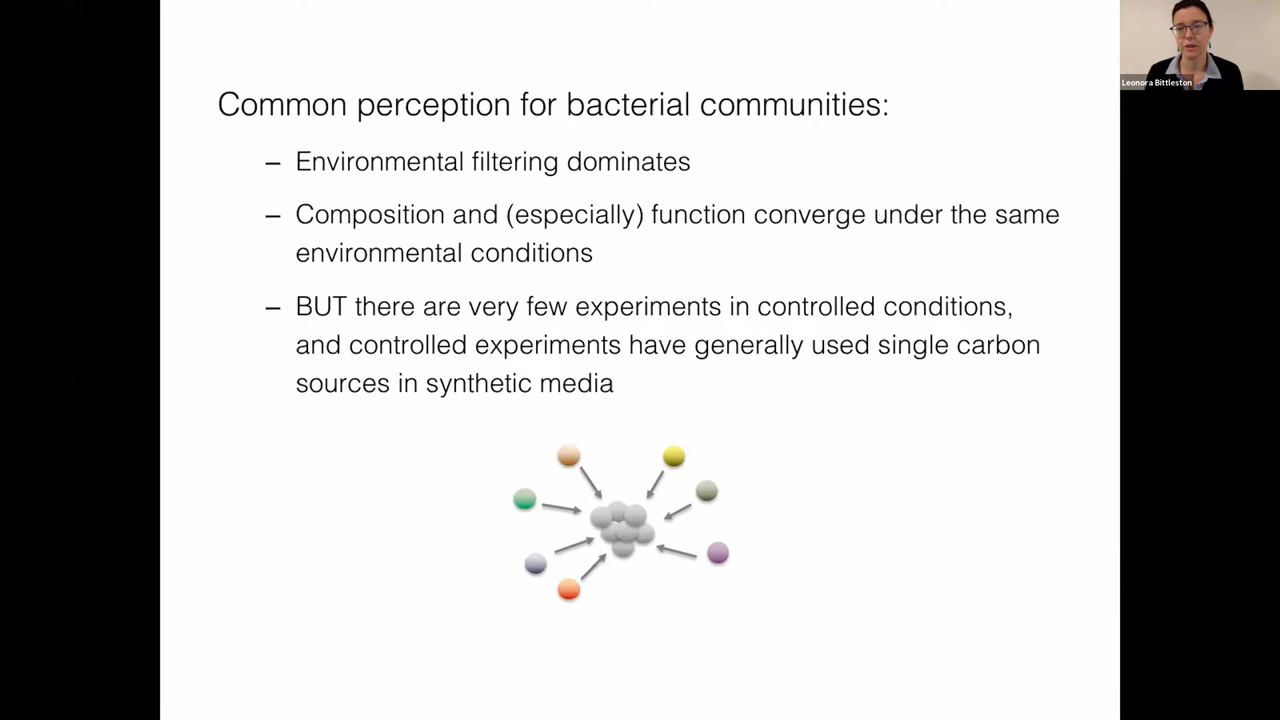 Common perception for bacterial communities:
– Environmental filtering dominates
– Composition and (especially) function converge under the same
environmental conditions
– BUT there are very few experiments in controlled conditions,
and controlled experiments have generally used single carbon
sources in synthetic media
Leonora Bittleston